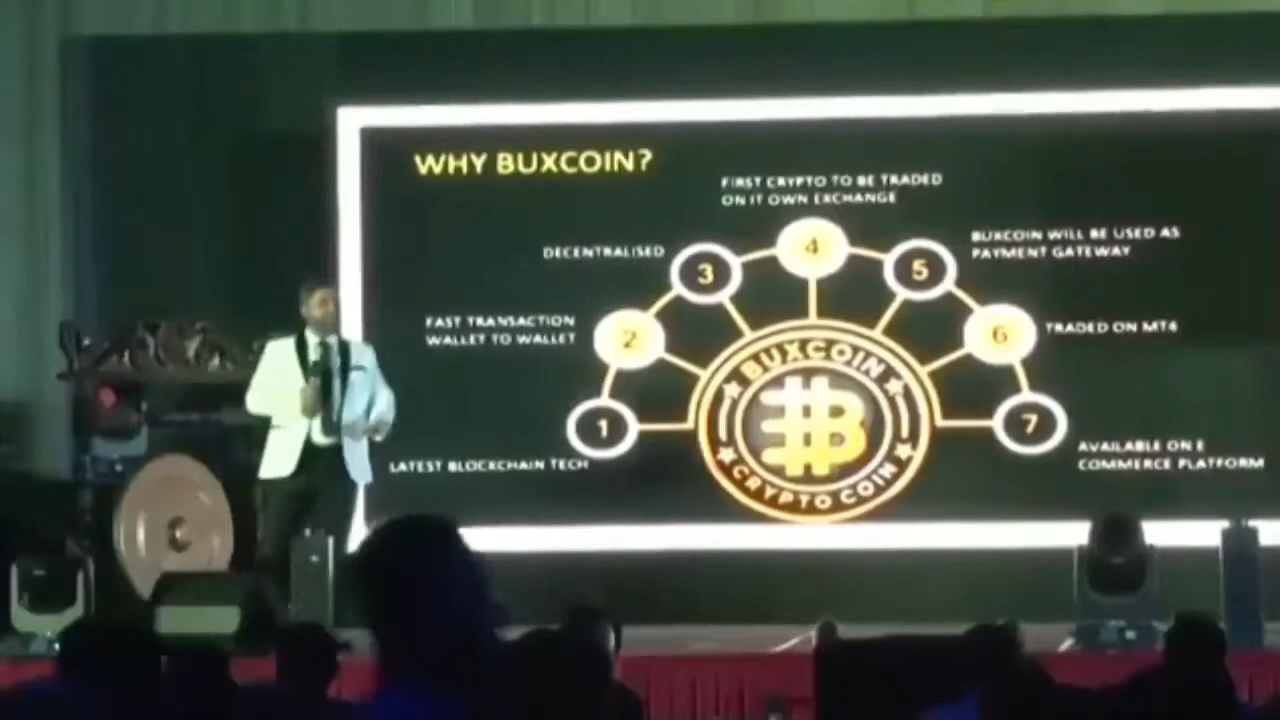 WHY BUXCOIN?
FIRST CRYPTO TO BE TRADED
ON IT OWN EXCHANGE
4
DECENTRALISED
3
5
BUXCOIN WILL BE USED AS
PAYMENT GATEWAY
FAST TRANSACTION
WALLET TO WALLET
2
6
TRADED ON MT4
BUXCOIN
CRYPTO COIN
1
7
LATEST BLOCKCHAIN TECH
AVAILABLE ON E
COMMERCE PLATFORM